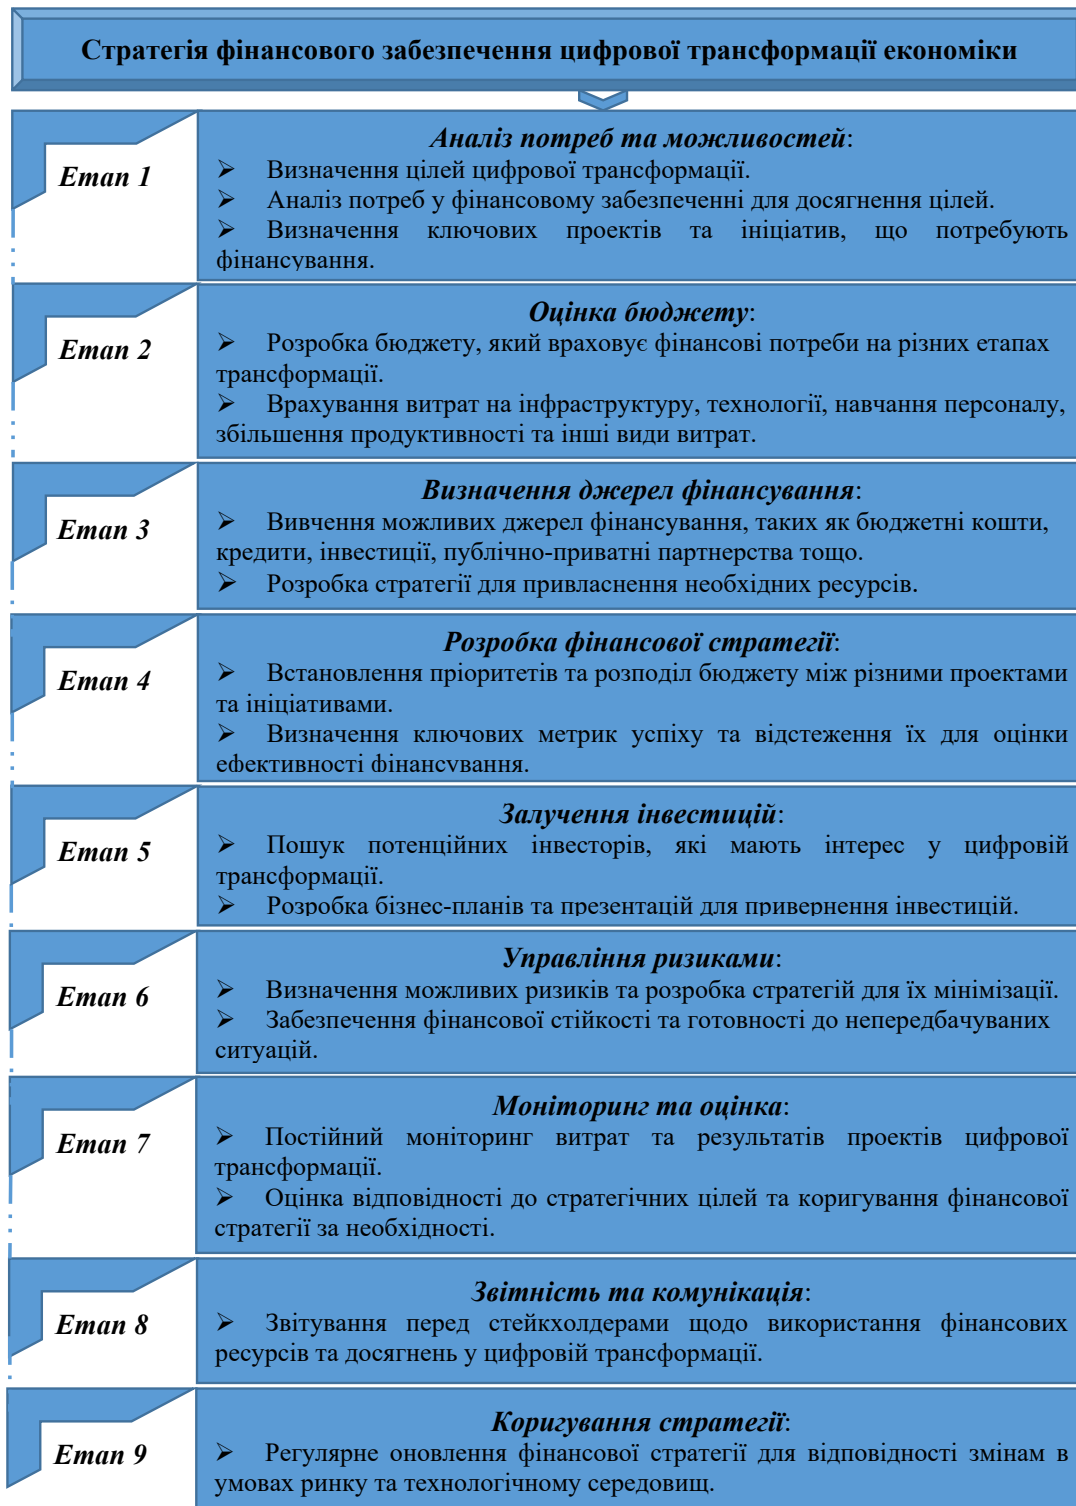 Стратегія фінансового забезпечення цифрової трансформації економіки
Етап 1
Аналіз потреб та можливостей:
➢ Визначення цілей цифрової трансформації.
➢ Аналіз потреб у фінансовому забезпеченні для досягнення цілей.
➢ Визначення ключових проектів та ініціатив, що потребують
фінансування.
Етап 2
Оцінка бюджету:
➢ Розробка бюджету, який враховує фінансові потреби на різних етапах
трансформації.
➢ Врахування витрат на інфраструктуру, технології, навчання персоналу,
збільшення продуктивності та інші види витрат.
Етап 3
Визначення джерел фінансування:
➢ Вивчення можливих джерел фінансування, таких як бюджетні кошти,
кредити, інвестиції, публічно-приватні партнерства тощо.
➢ Розробка стратегії для привласнення необхідних ресурсів.
Етап 4
Розробка фінансової стратегії:
➢ Встановлення пріоритетів та розподіл бюджету між різними проектами
та ініціативами.
➢ Визначення ключових метрик успіху та відстеження їх для оцінки
ефективності фінансування.
Етап 5
Залучення інвестицій:
➢ Пошук потенційних інвесторів, які мають інтерес у цифровій
трансформації.
➢ Розробка бізнес-планів та презентацій для привернення інвестицій.
Етап 6
Управління ризиками:
➢ Визначення можливих ризиків та розробка стратегій для їх мінімізації.
➢ Забезпечення фінансової стійкості та готовності до непередбачуваних
ситуацій.
Етап 7
Моніторинг та оцінка:
➢ Постійний моніторинг витрат та результатів проектів цифрової
трансформації.
➢ Оцінка відповідності до стратегічних цілей та коригування фінансової
стратегії за необхідності.
Етап 8
Звітність та комунікація:
➢ Звітування перед стейкхолдерами щодо використання фінансових
ресурсів та досягнень у цифровій трансформації.
Етап 9
Коригування стратегії:
➢ Регулярне оновлення фінансової стратегії для відповідності змінам в
умовах ринку та технологічному середовищ.